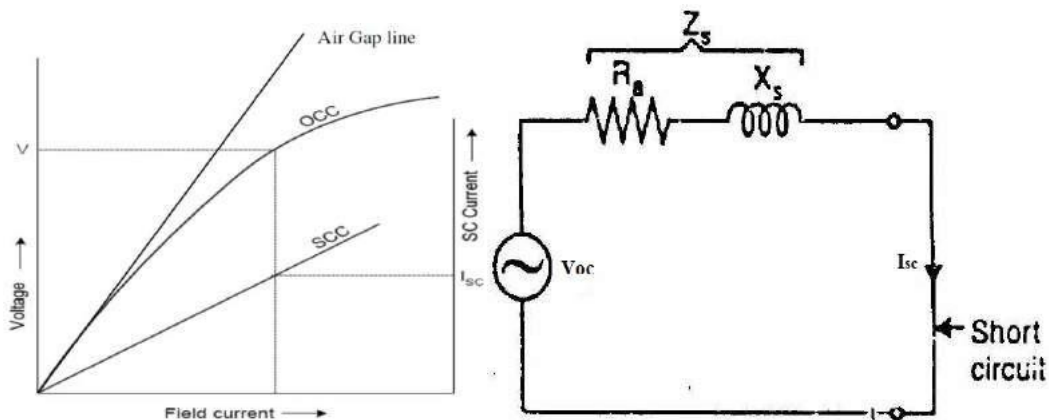 Air Gap line
OCC
V
SCC
Voltage
SC Current
ISC
Field current
Zs
Ra
Xs
Voc
Isc
Short
circuit